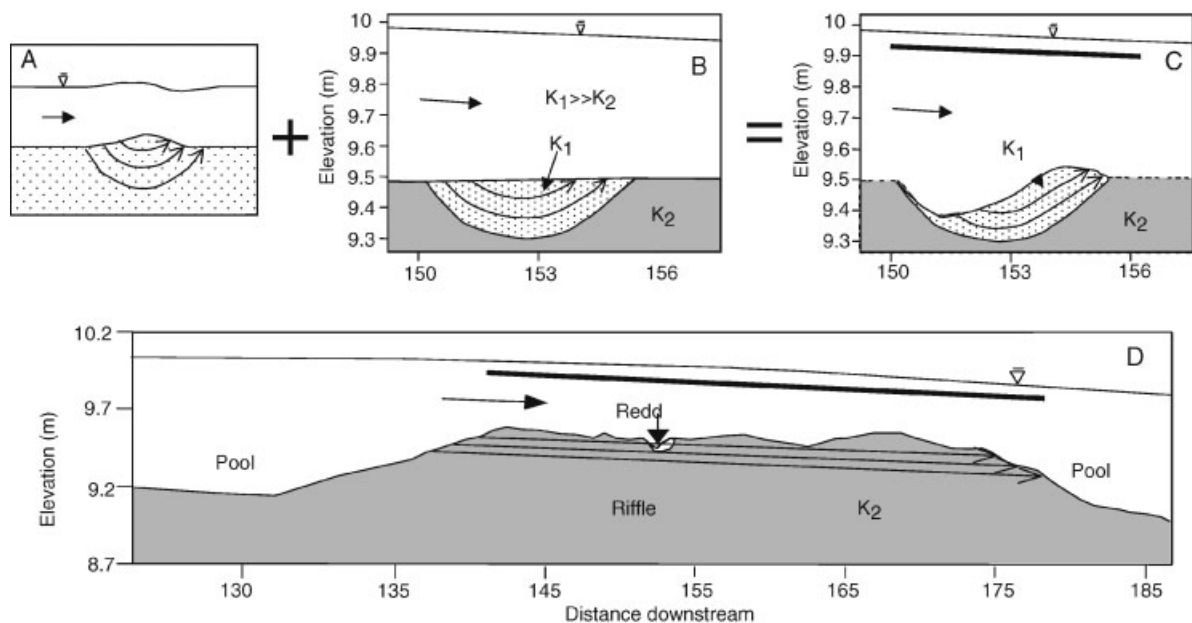 A
+
B
Elevation (m)
10
9.9
9.8
9.7
9.6
9.5
9.4
9.3
K1>>K2
K1
K2
150 153 156
=
C
Elevation (m)
10
9.9
9.8
9.7
9.6
9.5
9.4
9.3
K1
K2
150 153 156
D
Elevation (m)
10.2
9.7
9.2
8.7
Redd
Pool
Pool
Riffle K2
130 135 145 155 165 175 185
Distance downstream